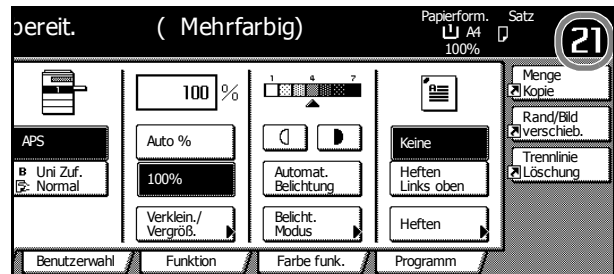 bereit. ( Mehrfarbig)
Papierform.
A4
100%
Satz
21
1
100 %
1 4 7
Menge
Kopie
Rand/Bild
verschieb.
Trennlinie
Löschung
APS
B Uni Zuf.
Normal
Auto %
100%
Verklein./
Vergröß.
Automat.
Belichtung
Belicht.
Modus
Keine
Heften
Links oben
Heften
Benutzerwahl
Funktion
Farbe funk.
Programm